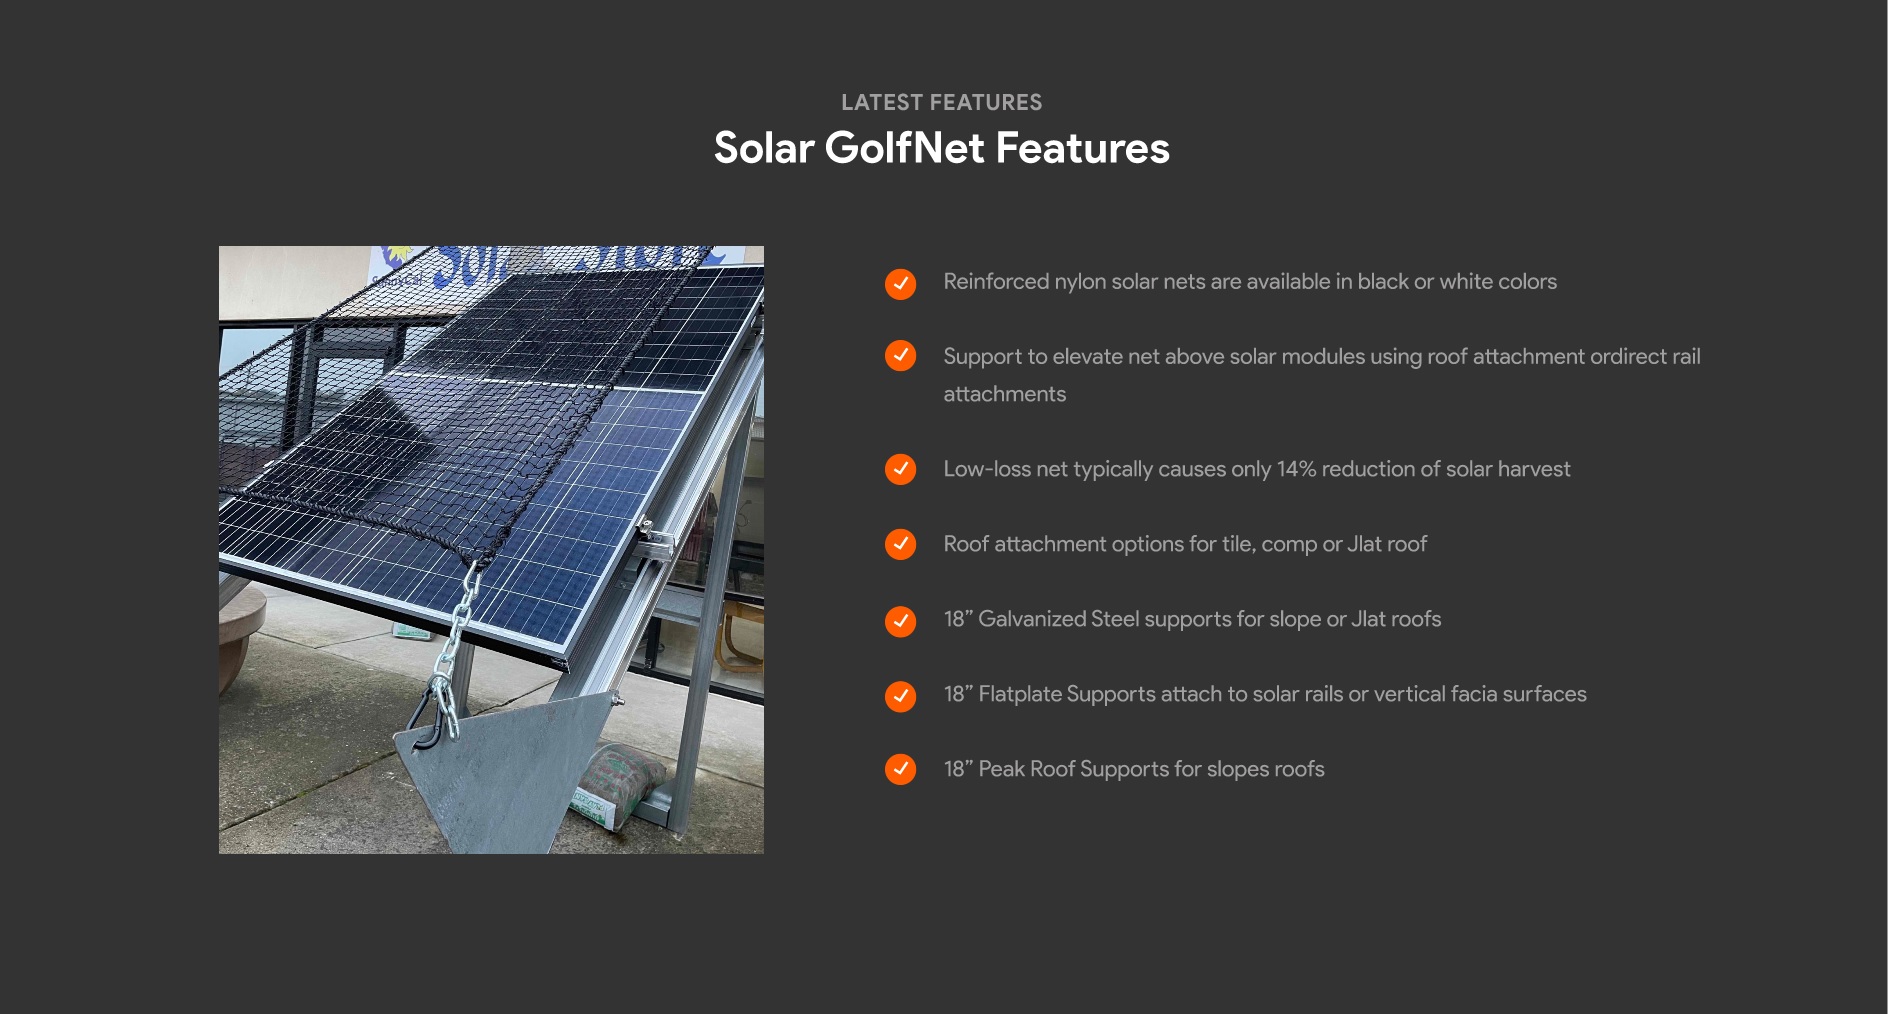 LATEST FEATURES
Solar GolfNet Features
Reinforced nylon solar nets are available in black or white colors
Support to elevate net above solar modules using roof attachment ordirect rail
attachments
Low-loss net typically causes only 14% reduction of solar harvest
Roof attachment options for tile, comp or Jlat roof
18” Galvanized Steel supports for slope or Jlat roofs
18” Flatplate Supports attach to solar rails or vertical facia surfaces
18” Peak Roof Supports for slopes roofs